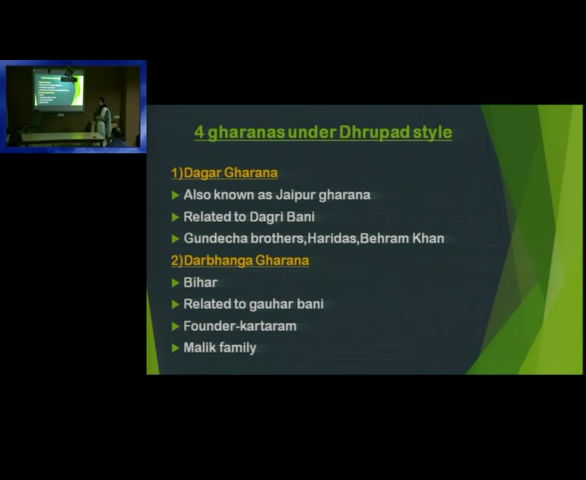 4 gharanas under Dhrupad style
1)Dagar Gharana
Also known as Jaipur gharana
Related to Dagri Bani
Gundecha brothers,Haridas,Behram Khan
2)Darbhanga Gharana
Bihar
Related to gauhar bani
Founder-kartaram
Malik family